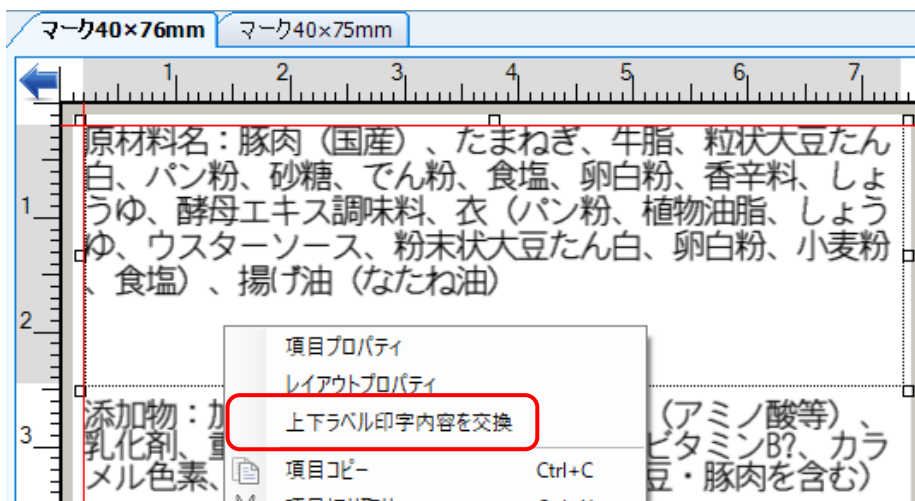 マーク40×76mm マーク40×75mm
1 2 3 4 5 6 7
原材料名：豚肉（国産）、たまねぎ、牛脂、粒状大豆たん
白、パン粉、砂糖、でん粉、食塩、卵白粉、香辛料、しょ
1
うゆ、酵母エキス調味料、衣（パン粉、植物油脂、しょう
ゆ、ウスターソース、粉末状大豆たん白、卵白粉、小麦粉
、食塩）、揚げ油（なたね油）
2
項目プロパティ
レイアウトプロパティ
添加物：加 （アミノ酸等）、
上下ラベル印字内容を交換
3
乳化剤、重 ビタミンB?、カラ
メル色素、 豆・豚肉を含む）
項目コピー Ctrl+C